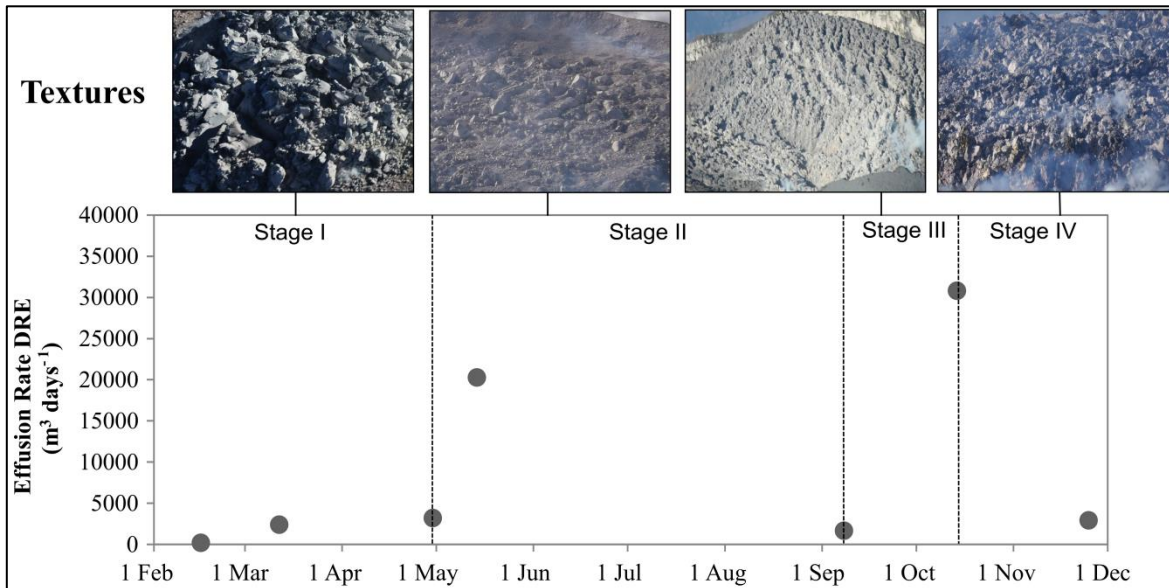 Textures
Stage I
Stage II
Stage III
Stage IV
Effusion Rate DRE
(m³ days⁻¹)
40000
35000
30000
25000
20000
15000
10000
5000
0
1 Feb
1 Mar
1 Apr
1 May
1 Jun
1 Jul
1 Aug
1 Sep
1 Oct
1 Nov
1 Dec